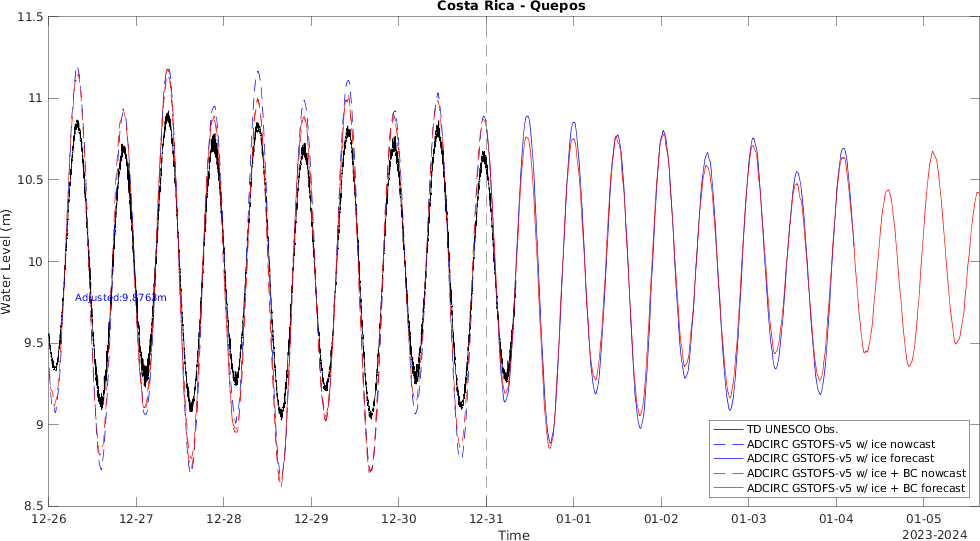 Costa Rica - Quepos
11.5
11
10.5
10
9.5
9
8.5
Water Level (m)
Adjusted:9.8763m
TD UNESCO Obs.
ADCIRC GSTOFS-v5 w/ ice nowcast
ADCIRC GSTOFS-v5 w/ ice forecast
ADCIRC GSTOFS-v5 w/ ice + BC nowcast
ADCIRC GSTOFS-v5 w/ ice + BC forecast
12-26 12-27 12-28 12-29 12-30 12-31 01-01 01-02 01-03 01-04 01-05
Time
2023-2024